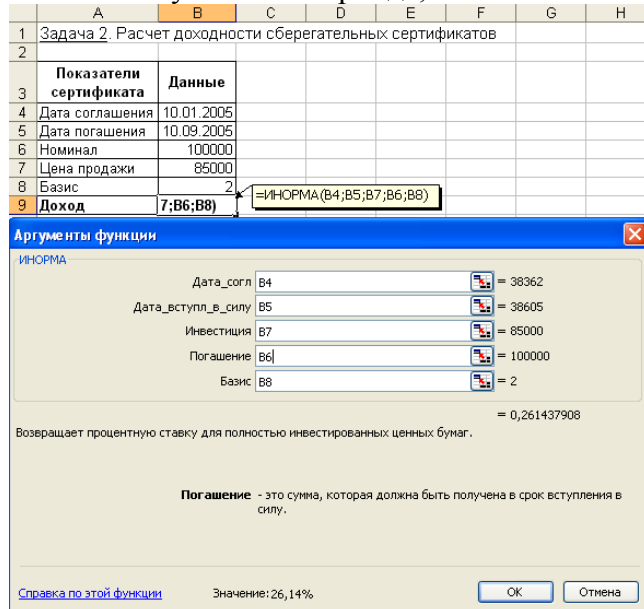 A B C D E F G H
1 Задача 2. Расчет доходности сберегательных сертификатов
2
3 Показатели сертификата Данные
4 Дата соглашения 10.01.2005
5 Дата погашения 10.09.2005
6 Номинал 100000
7 Цена продажи 85000
8 Базис 2
=ИНОРМА(B4;B5;B7;B6;B8)
9 Доход 7;B6;B8)
Аргументы функции
ИНОРМА
Дата_согл B4 = 38362
Дата_вступл_в_силу B5 = 38605
Инвестиция B7 = 85000
Погашение B6 = 100000
Базис B8 = 2
= 0,261437908
Возвращает процентную ставку для полностью инвестированных ценных бумаг.
Погашение - это сумма, которая должна быть получена в срок вступления в
силу.
Справка по этой функции Значение:26,14% OK Отмена